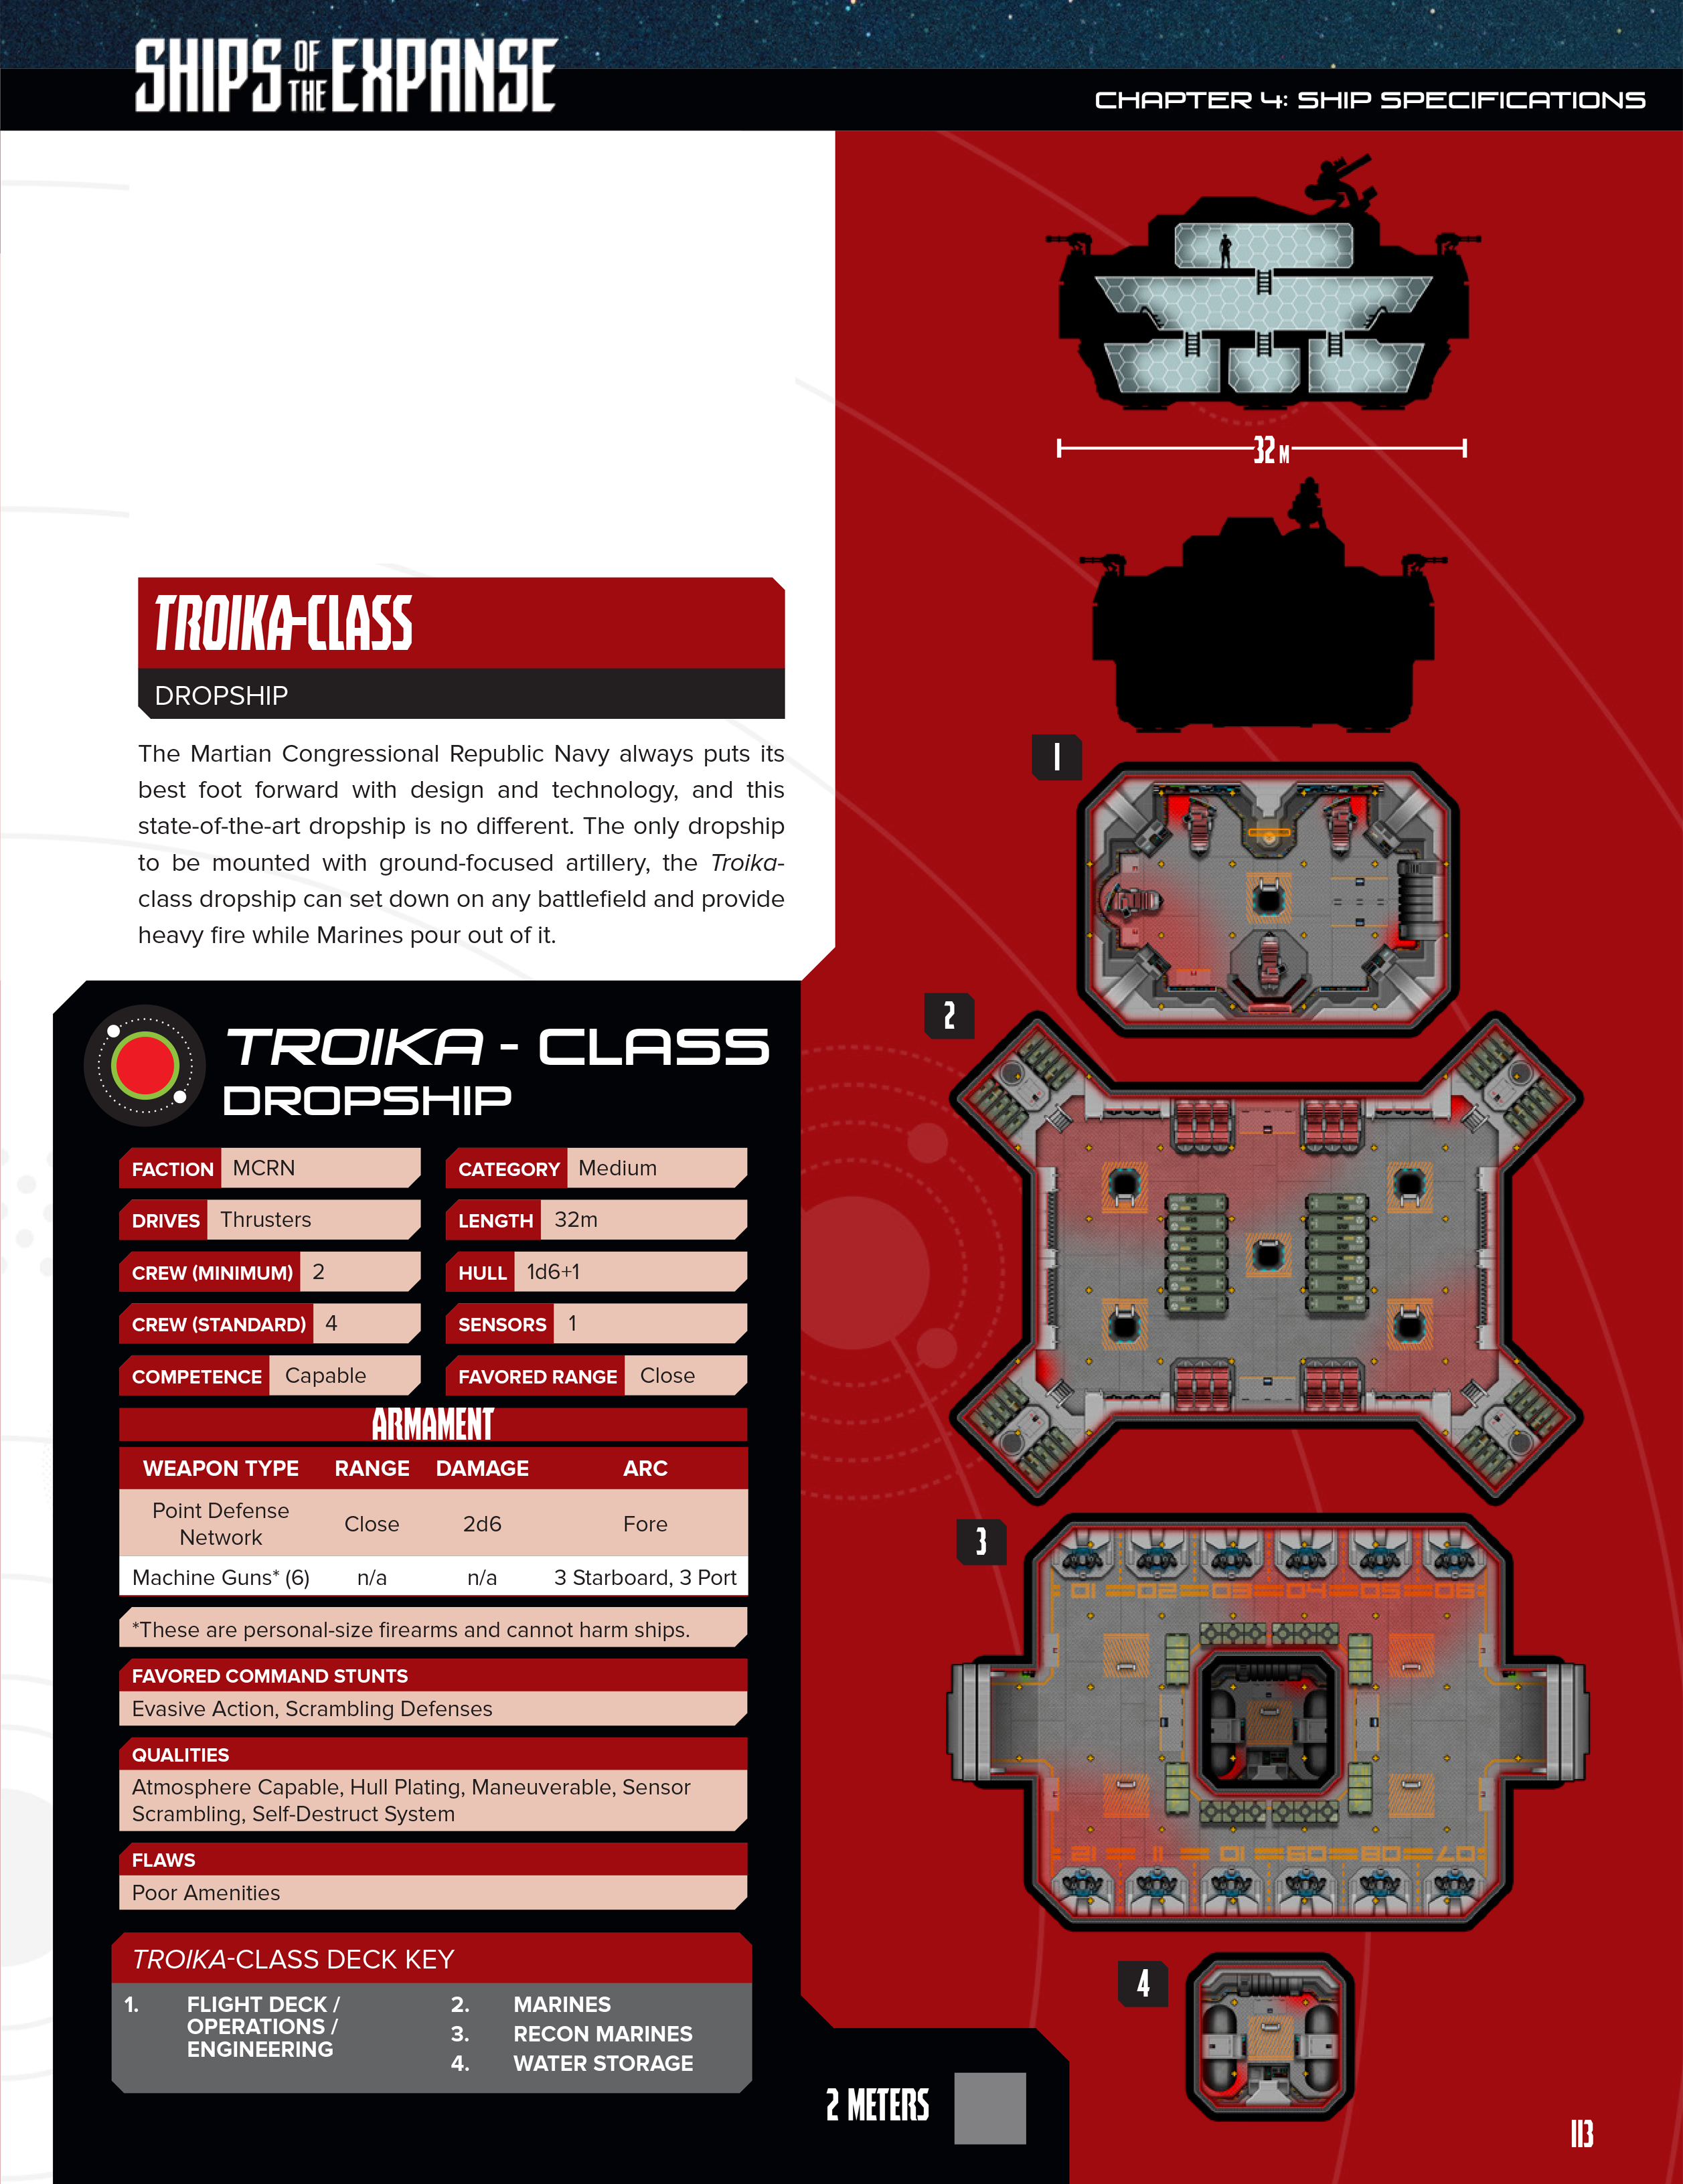 SHIPS OF THE EXPANSE
CHAPTER 4: SHIP SPECIFICATIONS
32 M
TROIKA-CLASS
DROPSHIP
The Martian Congressional Republic Navy always puts its
best foot forward with design and technology, and this
state-of-the-art dropship is no different. The only dropship
to be mounted with ground-focused artillery, the Troika-
class dropship can set down on any battlefield and provide
heavy fire while Marines pour out of it.
TROIKA - CLASS
DROPSHIP
FACTION MCRN
CATEGORY Medium
DRIVES Thrusters
LENGTH 32m
CREW (MINIMUM) 2
HULL 1d6+1
CREW (STANDARD) 4
SENSORS 1
COMPETENCE Capable
FAVORED RANGE Close
ARMAMENT
WEAPON TYPE RANGE DAMAGE ARC
Point Defense
Network Close 2d6 Fore
Machine Guns* (6) n/a n/a 3 Starboard, 3 Port
*These are personal-size firearms and cannot harm ships.
FAVORED COMMAND STUNTS
Evasive Action, Scrambling Defenses
QUALITIES
Atmosphere Capable, Hull Plating, Maneuverable, Sensor
Scrambling, Self-Destruct System
FLAWS
Poor Amenities
TROIKA-CLASS DECK KEY
1. FLIGHT DECK /
OPERATIONS /
ENGINEERING
2. MARINES
3. RECON MARINES
4. WATER STORAGE
1
2
3
01 02 03 04 05 06
12 11 10 09 08 07
4
2 METERS
113